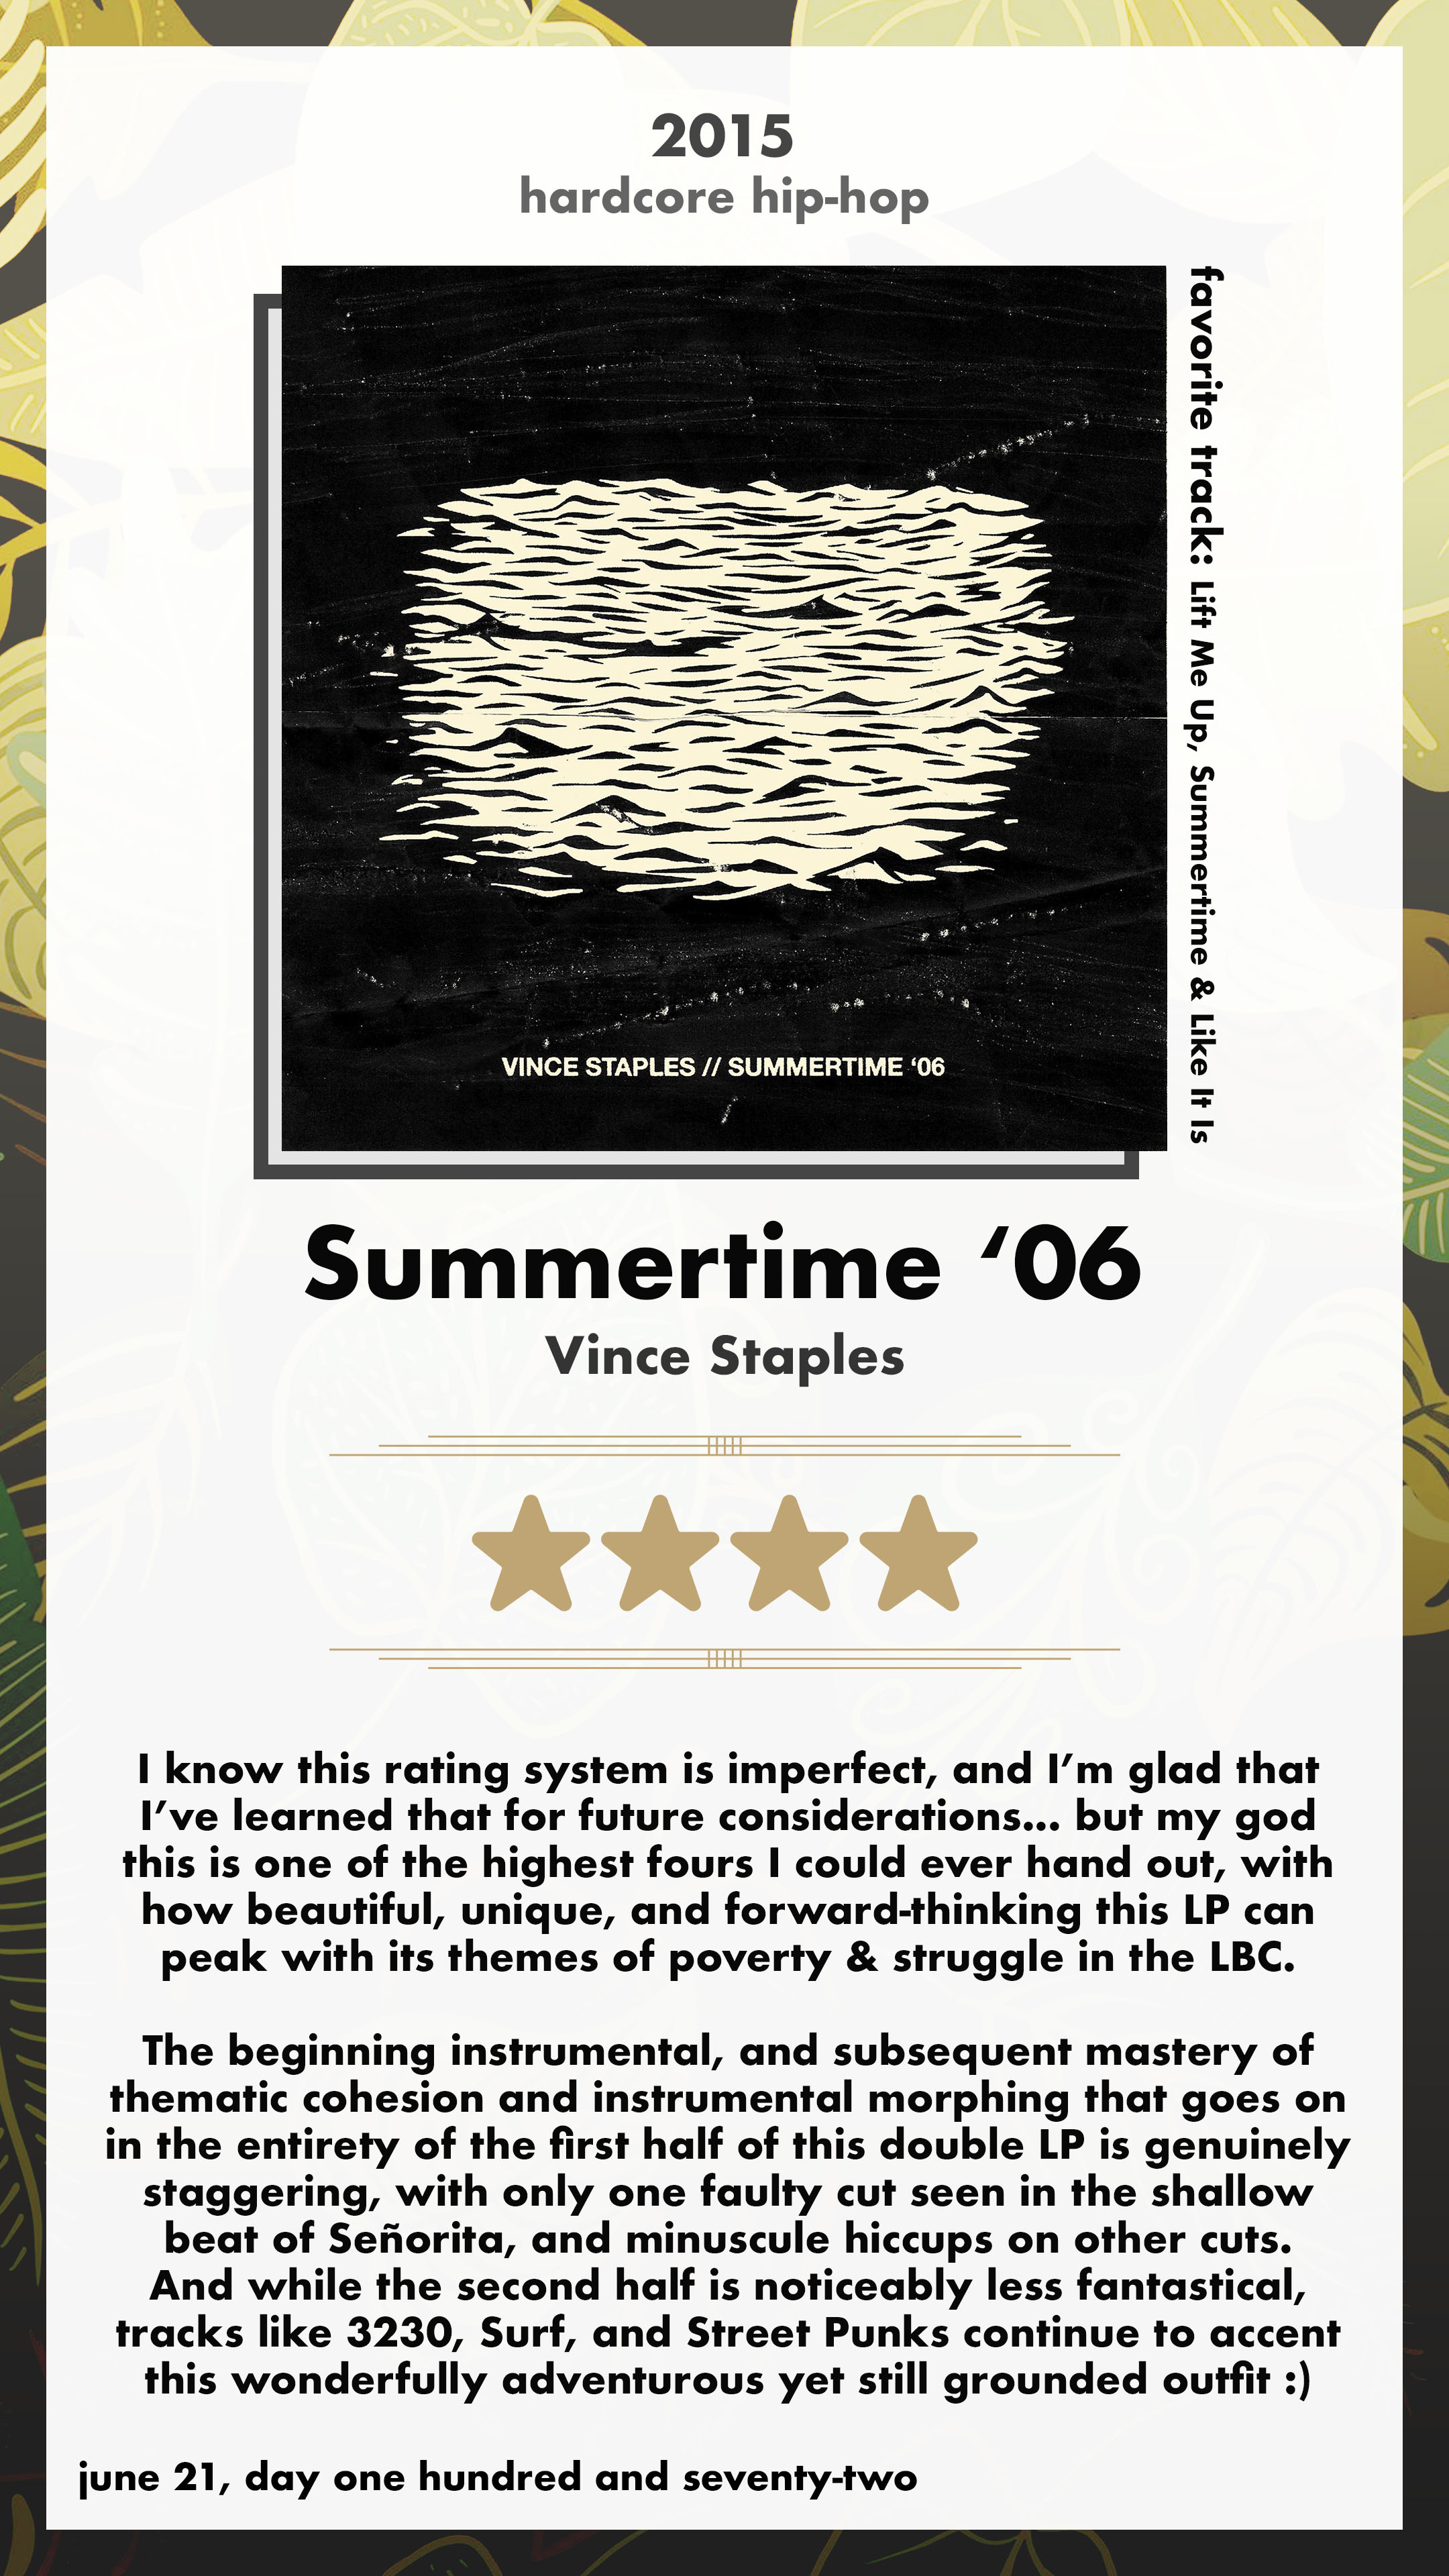 2015
hardcore hip-hop
favorite track: Lift Me Up, Summertime & Like It Is
VINCE STAPLES // SUMMERTIME ‘06
Summertime ‘06
Vince Staples
I know this rating system is imperfect, and I’m glad that
I’ve learned that for future considerations... but my god
this is one of the highest fours I could ever hand out, with
how beautiful, unique, and forward-thinking this LP can
peak with its themes of poverty & struggle in the LBC.
The beginning instrumental, and subsequent mastery of
thematic cohesion and instrumental morphing that goes on
in the entirety of the first half of this double LP is genuinely
staggering, with only one faulty cut seen in the shallow
beat of Señorita, and minuscule hiccups on other cuts.
And while the second half is noticeably less fantastical,
tracks like 3230, Surf, and Street Punks continue to accent
this wonderfully adventurous yet still grounded outfit :)
june 21, day one hundred and seventy-two